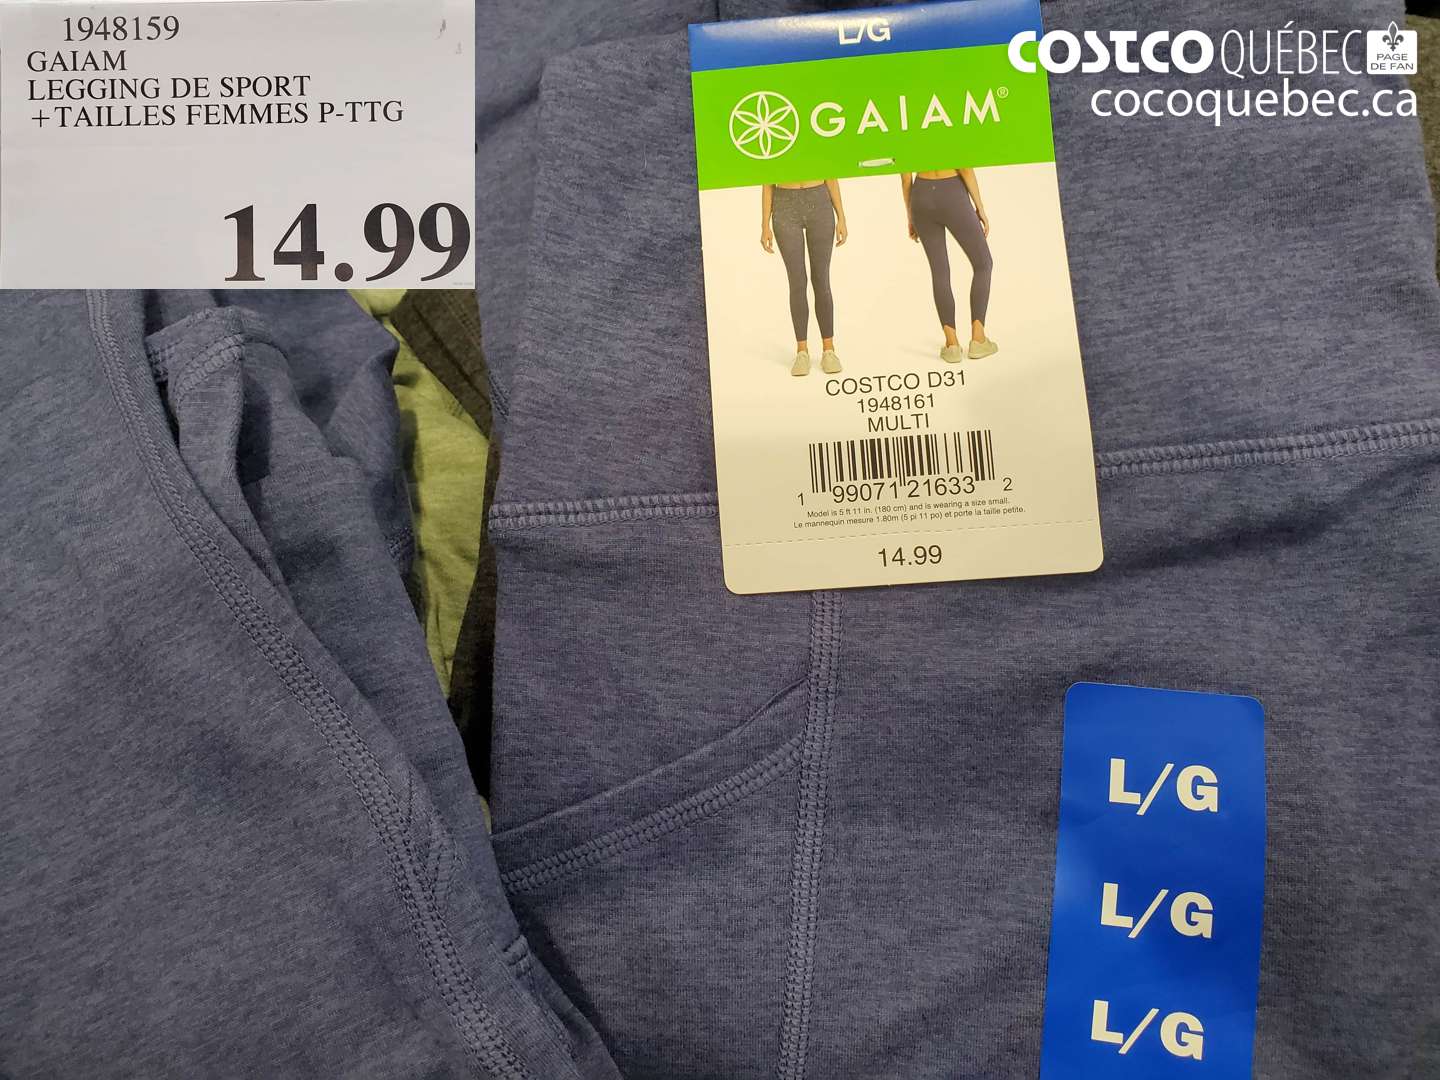 1948159
GAIAM
LEGGING DE SPORT
+TAILLES FEMMES P-TTG
14.99
COSTCO QUÉBEC PAGE DE FAN
cocoquebec.ca
L/G
GAIAM®
COSTCO D31
1948161
MULTI
1 99071 21633 2
Model is 5 ft 11 in. (180 cm) and is wearing a size small.
Le mannequin mesure 1.80m (5 pi 11 po) et porte la taille petite.
14.99
L/G
L/G
L/G